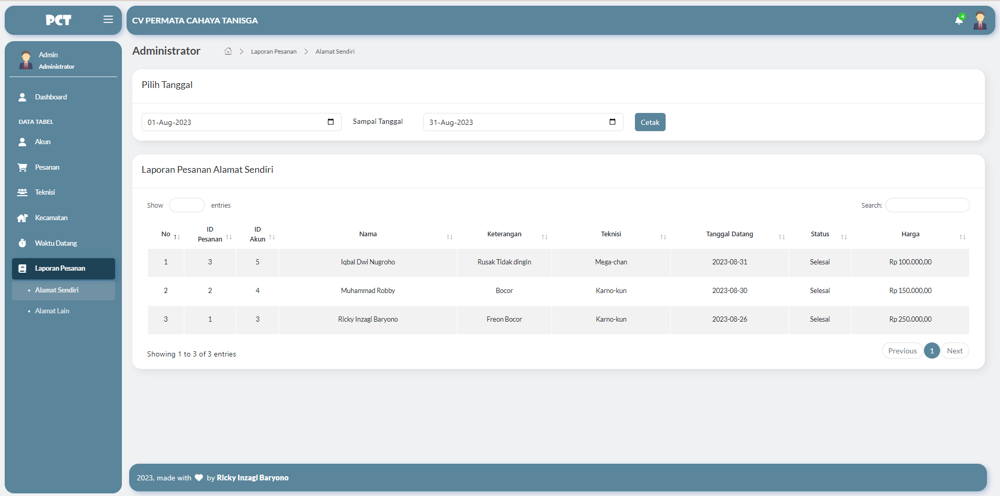 PCT
CV PERMATA CAHAYA TANISGA
4
Admin
Administrator
Dashboard
DATA TABEL
Akun
Pesanan
Teknisi
Kecamatan
Waktu Datang
Laporan Pesanan
• Alamat Sendiri
• Alamat Lain
Administrator
Laporan Pesanan
Alamat Sendiri
Pilih Tanggal
01-Aug-2023 Sampai Tanggal 31-Aug-2023 Cetak
Laporan Pesanan Alamat Sendiri
Show entries Search:
No ID Pesanan ID Akun Nama Keterangan Teknisi Tanggal Datang Status Harga
1 3 5 Iqbal Dwi Nugroho Rusak Tidak dingin Mega-chan 2023-08-31 Selesai Rp 100.000,00
2 2 4 Muhammad Robby Bocor Karno-kun 2023-08-30 Selesai Rp 150.000,00
3 1 3 Ricky Inzagi Baryono Freon Bocor Karno-kun 2023-08-26 Selesai Rp 250.000,00
Showing 1 to 3 of 3 entries
Previous 1 Next
2023, made with by Ricky Inzagi Baryono